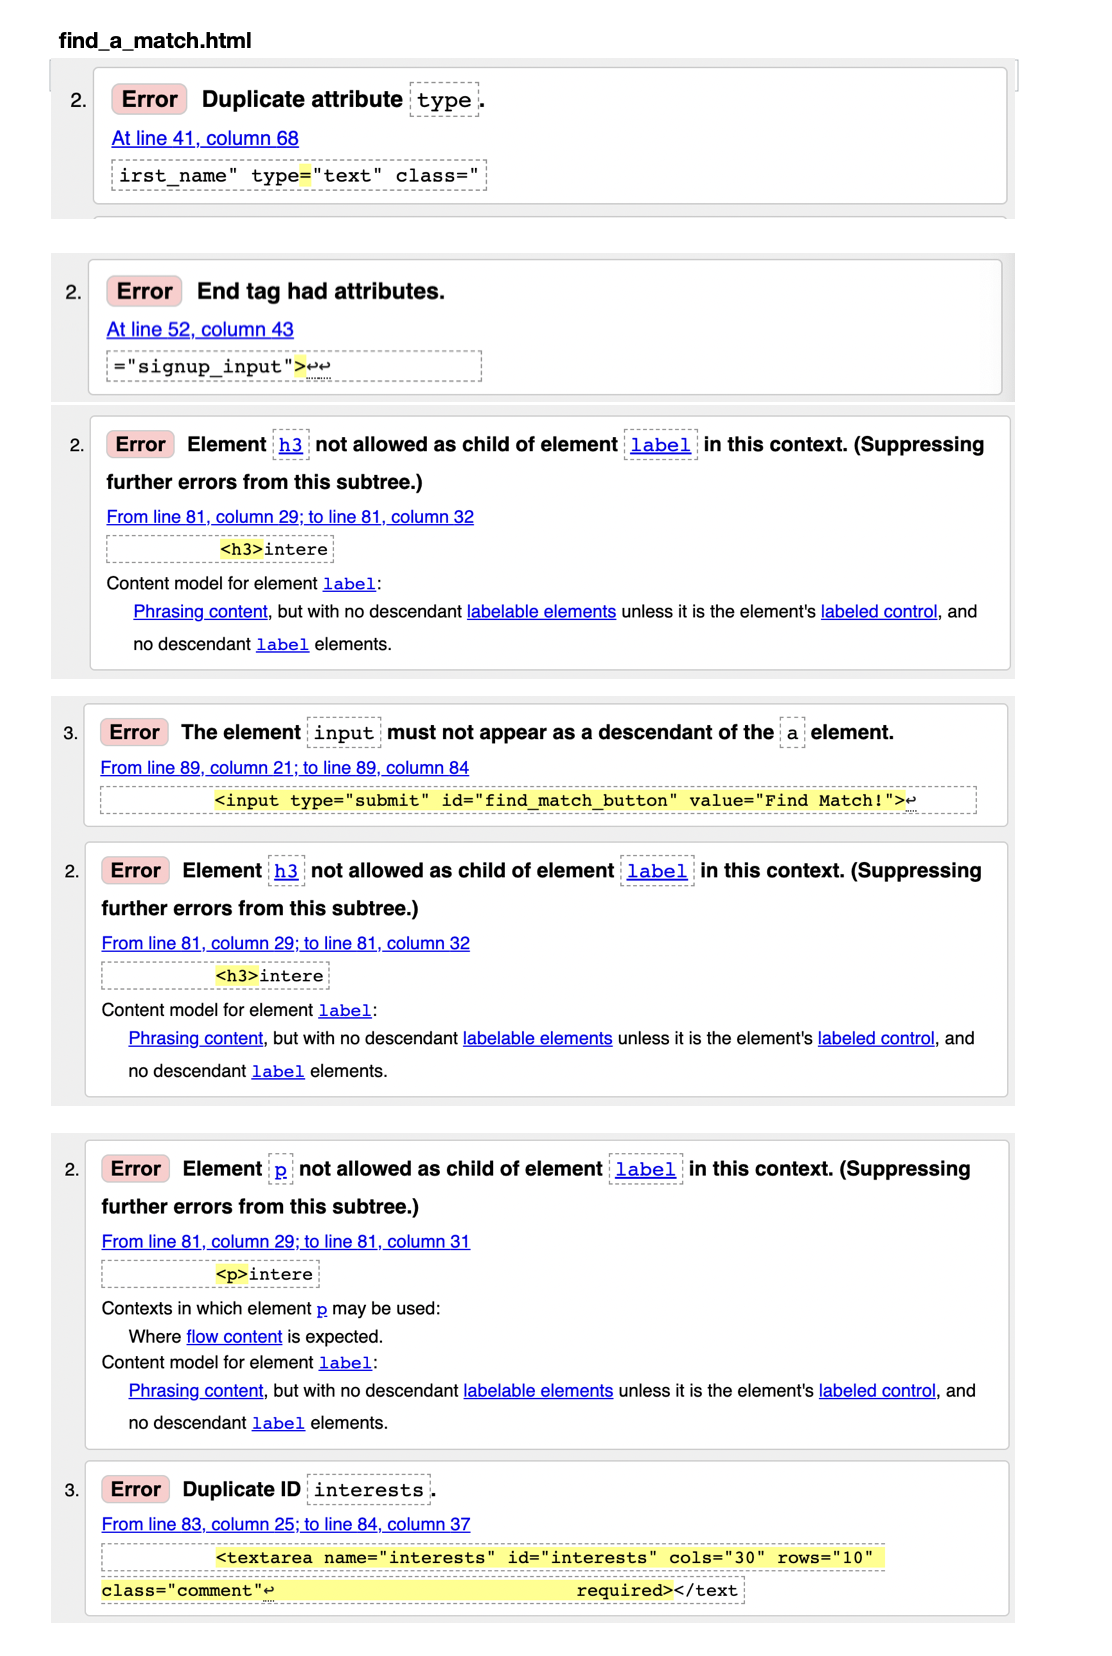 find_a_match.html
2. Error Duplicate attribute type.
At line 41, column 68
irst_name" type="text" class="
2. Error End tag had attributes.
At line 52, column 43
="signup_input">↩↩
2. Error Element h3 not allowed as child of element label in this context. (Suppressing
further errors from this subtree.)
From line 81, column 29; to line 81, column 32
<h3>intere
Content model for element label:
Phrasing content, but with no descendant labelable elements unless it is the element's labeled control, and
no descendant label elements.
3. Error The element input must not appear as a descendant of the a element.
From line 89, column 21; to line 89, column 84
<input type="submit" id="find_match_button" value="Find Match!">↩
2. Error Element h3 not allowed as child of element label in this context. (Suppressing
further errors from this subtree.)
From line 81, column 29; to line 81, column 32
<h3>intere
Content model for element label:
Phrasing content, but with no descendant labelable elements unless it is the element's labeled control, and
no descendant label elements.
2. Error Element p not allowed as child of element label in this context. (Suppressing
further errors from this subtree.)
From line 81, column 29; to line 81, column 31
<p>intere
Contexts in which element p may be used:
Where flow content is expected.
Content model for element label:
Phrasing content, but with no descendant labelable elements unless it is the element's labeled control, and
no descendant label elements.
3. Error Duplicate ID interests.
From line 83, column 25; to line 84, column 37
<textarea name="interests" id="interests" cols="30" rows="10"
class="comment"↩ required></text